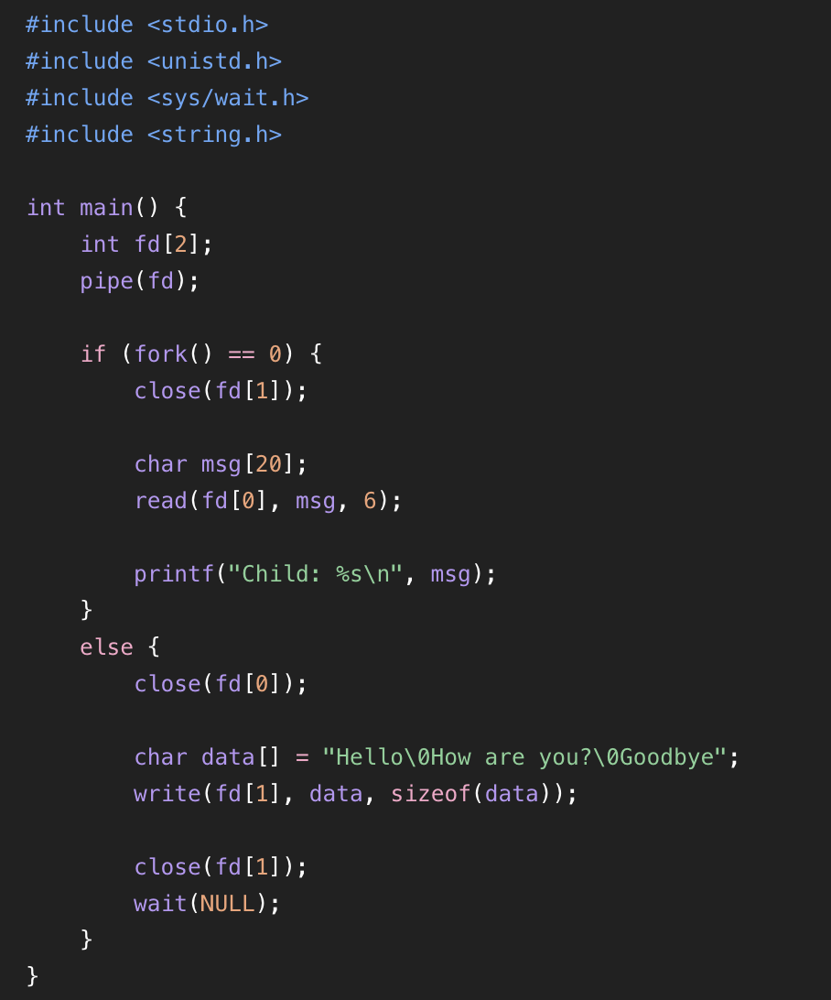 #include <stdio.h>
#include <unistd.h>
#include <sys/wait.h>
#include <string.h>

int main() {
    int fd[2];
    pipe(fd);

    if (fork() == 0) {
        close(fd[1]);

        char msg[20];
        read(fd[0], msg, 6);

        printf("Child: %s\n", msg);
    }
    else {
        close(fd[0]);

        char data[] = "Hello\0How are you?\0Goodbye";
        write(fd[1], data, sizeof(data));

        close(fd[1]);
        wait(NULL);
    }
}